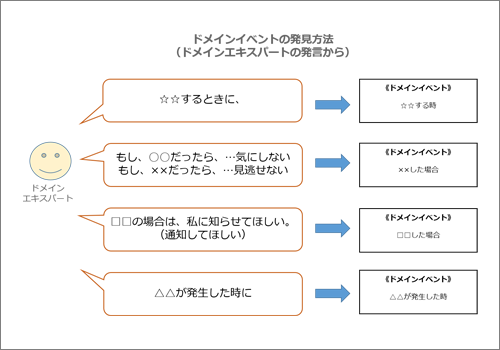 ドメインイベントの発見方法
(ドメインエキスパートの発言から)
☆☆するときに、
《ドメインイベント》
☆☆する時
もし、○○だったら、…気にしない
もし、××だったら、…見逃せない
《ドメインイベント》
××した場合
ドメイン
エキスパート
□□の場合は、私に知らせてほしい。
(通知してほしい)
《ドメインイベント》
□□した場合
△△が発生した時に
《ドメインイベント》
△△が発生した時